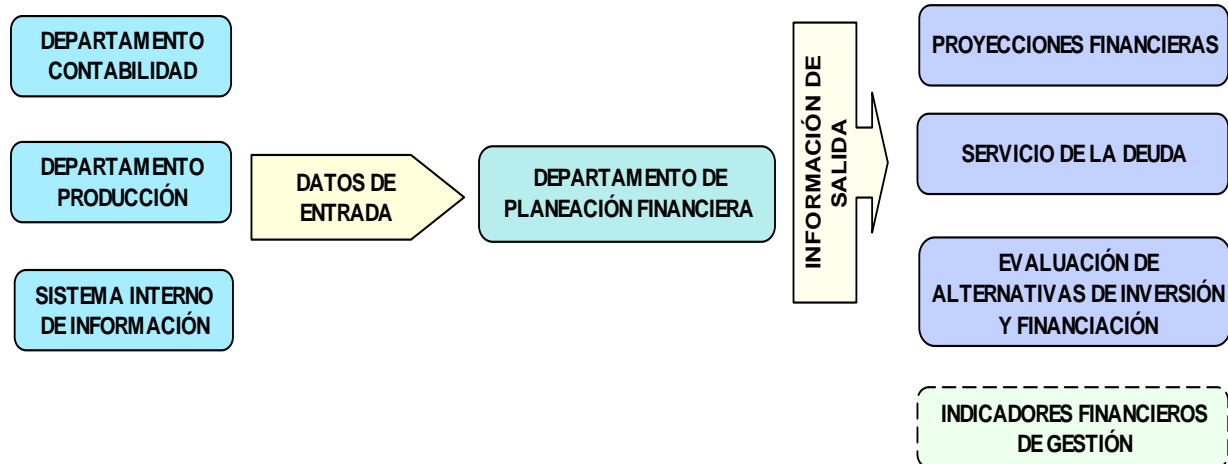 DEPARTAMENTO
CONTABILIDAD
DEPARTAMENTO
PRODUCCIÓN
SISTEMA INTERNO
DE INFORMACIÓN
DATOS DE
ENTRADA
DEPARTAMENTO DE
PLANEACIÓN FINANCIERA
INFORMACIÓN DE
SALIDA
PROYECCIONES FINANCIERAS
SERVICIO DE LA DEUDA
EVALUACIÓN DE
ALTERNATIVAS DE INVERSIÓN
Y FINANCIACIÓN
INDICADORES FINANCIEROS
DE GESTIÓN